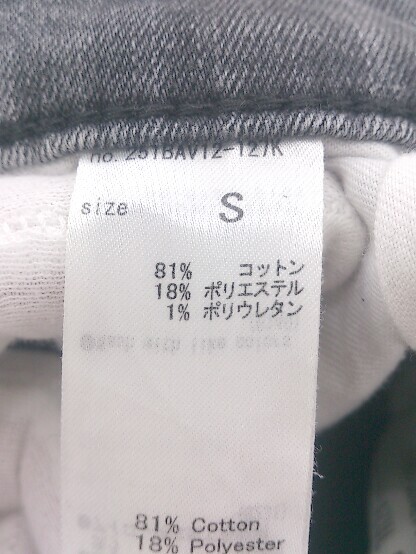 size S
81% コットン
18% ポリエステル
1% ポリウレタン
81% Cotton
18% Polyester